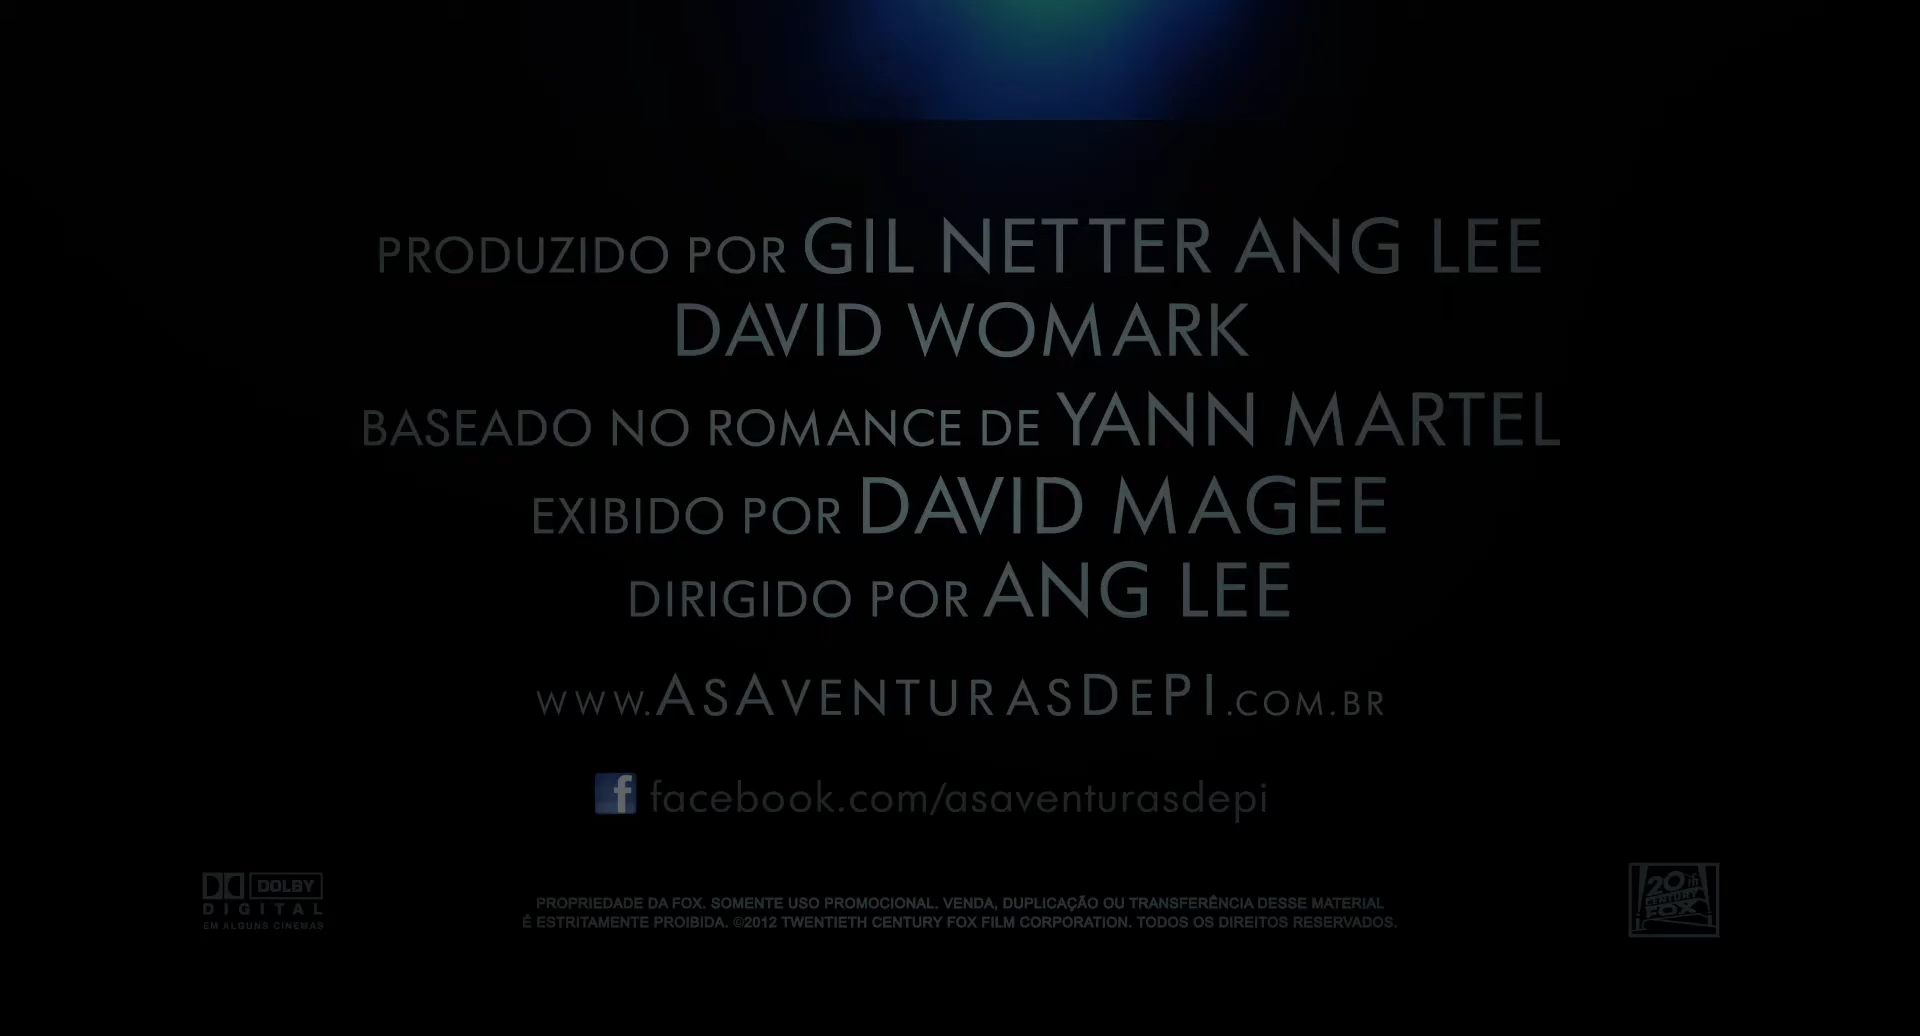 PRODUZIDO POR GIL NETTER ANG LEE
DAVID WOMARK
BASEADO NO ROMANCE DE YANN MARTEL
EXIBIDO POR DAVID MAGEE
DIRIGIDO POR ANG LEE
WWW.ASAVENTURASDEPI.COM.BR
f facebook.com/asaventurasdepi
DOLBY
DIGITAL
EM ALGUNS CINEMAS
PROPRIEDADE DA FOX. SOMENTE USO PROMOCIONAL. VENDA, DUPLICAÇÃO OU TRANSFERÊNCIA DESSE MATERIAL
É ESTRITAMENTE PROIBIDA. ©2012 TWENTIETH CENTURY FOX FILM CORPORATION. TODOS OS DIREITOS RESERVADOS.
20th
CENTURY
FOX